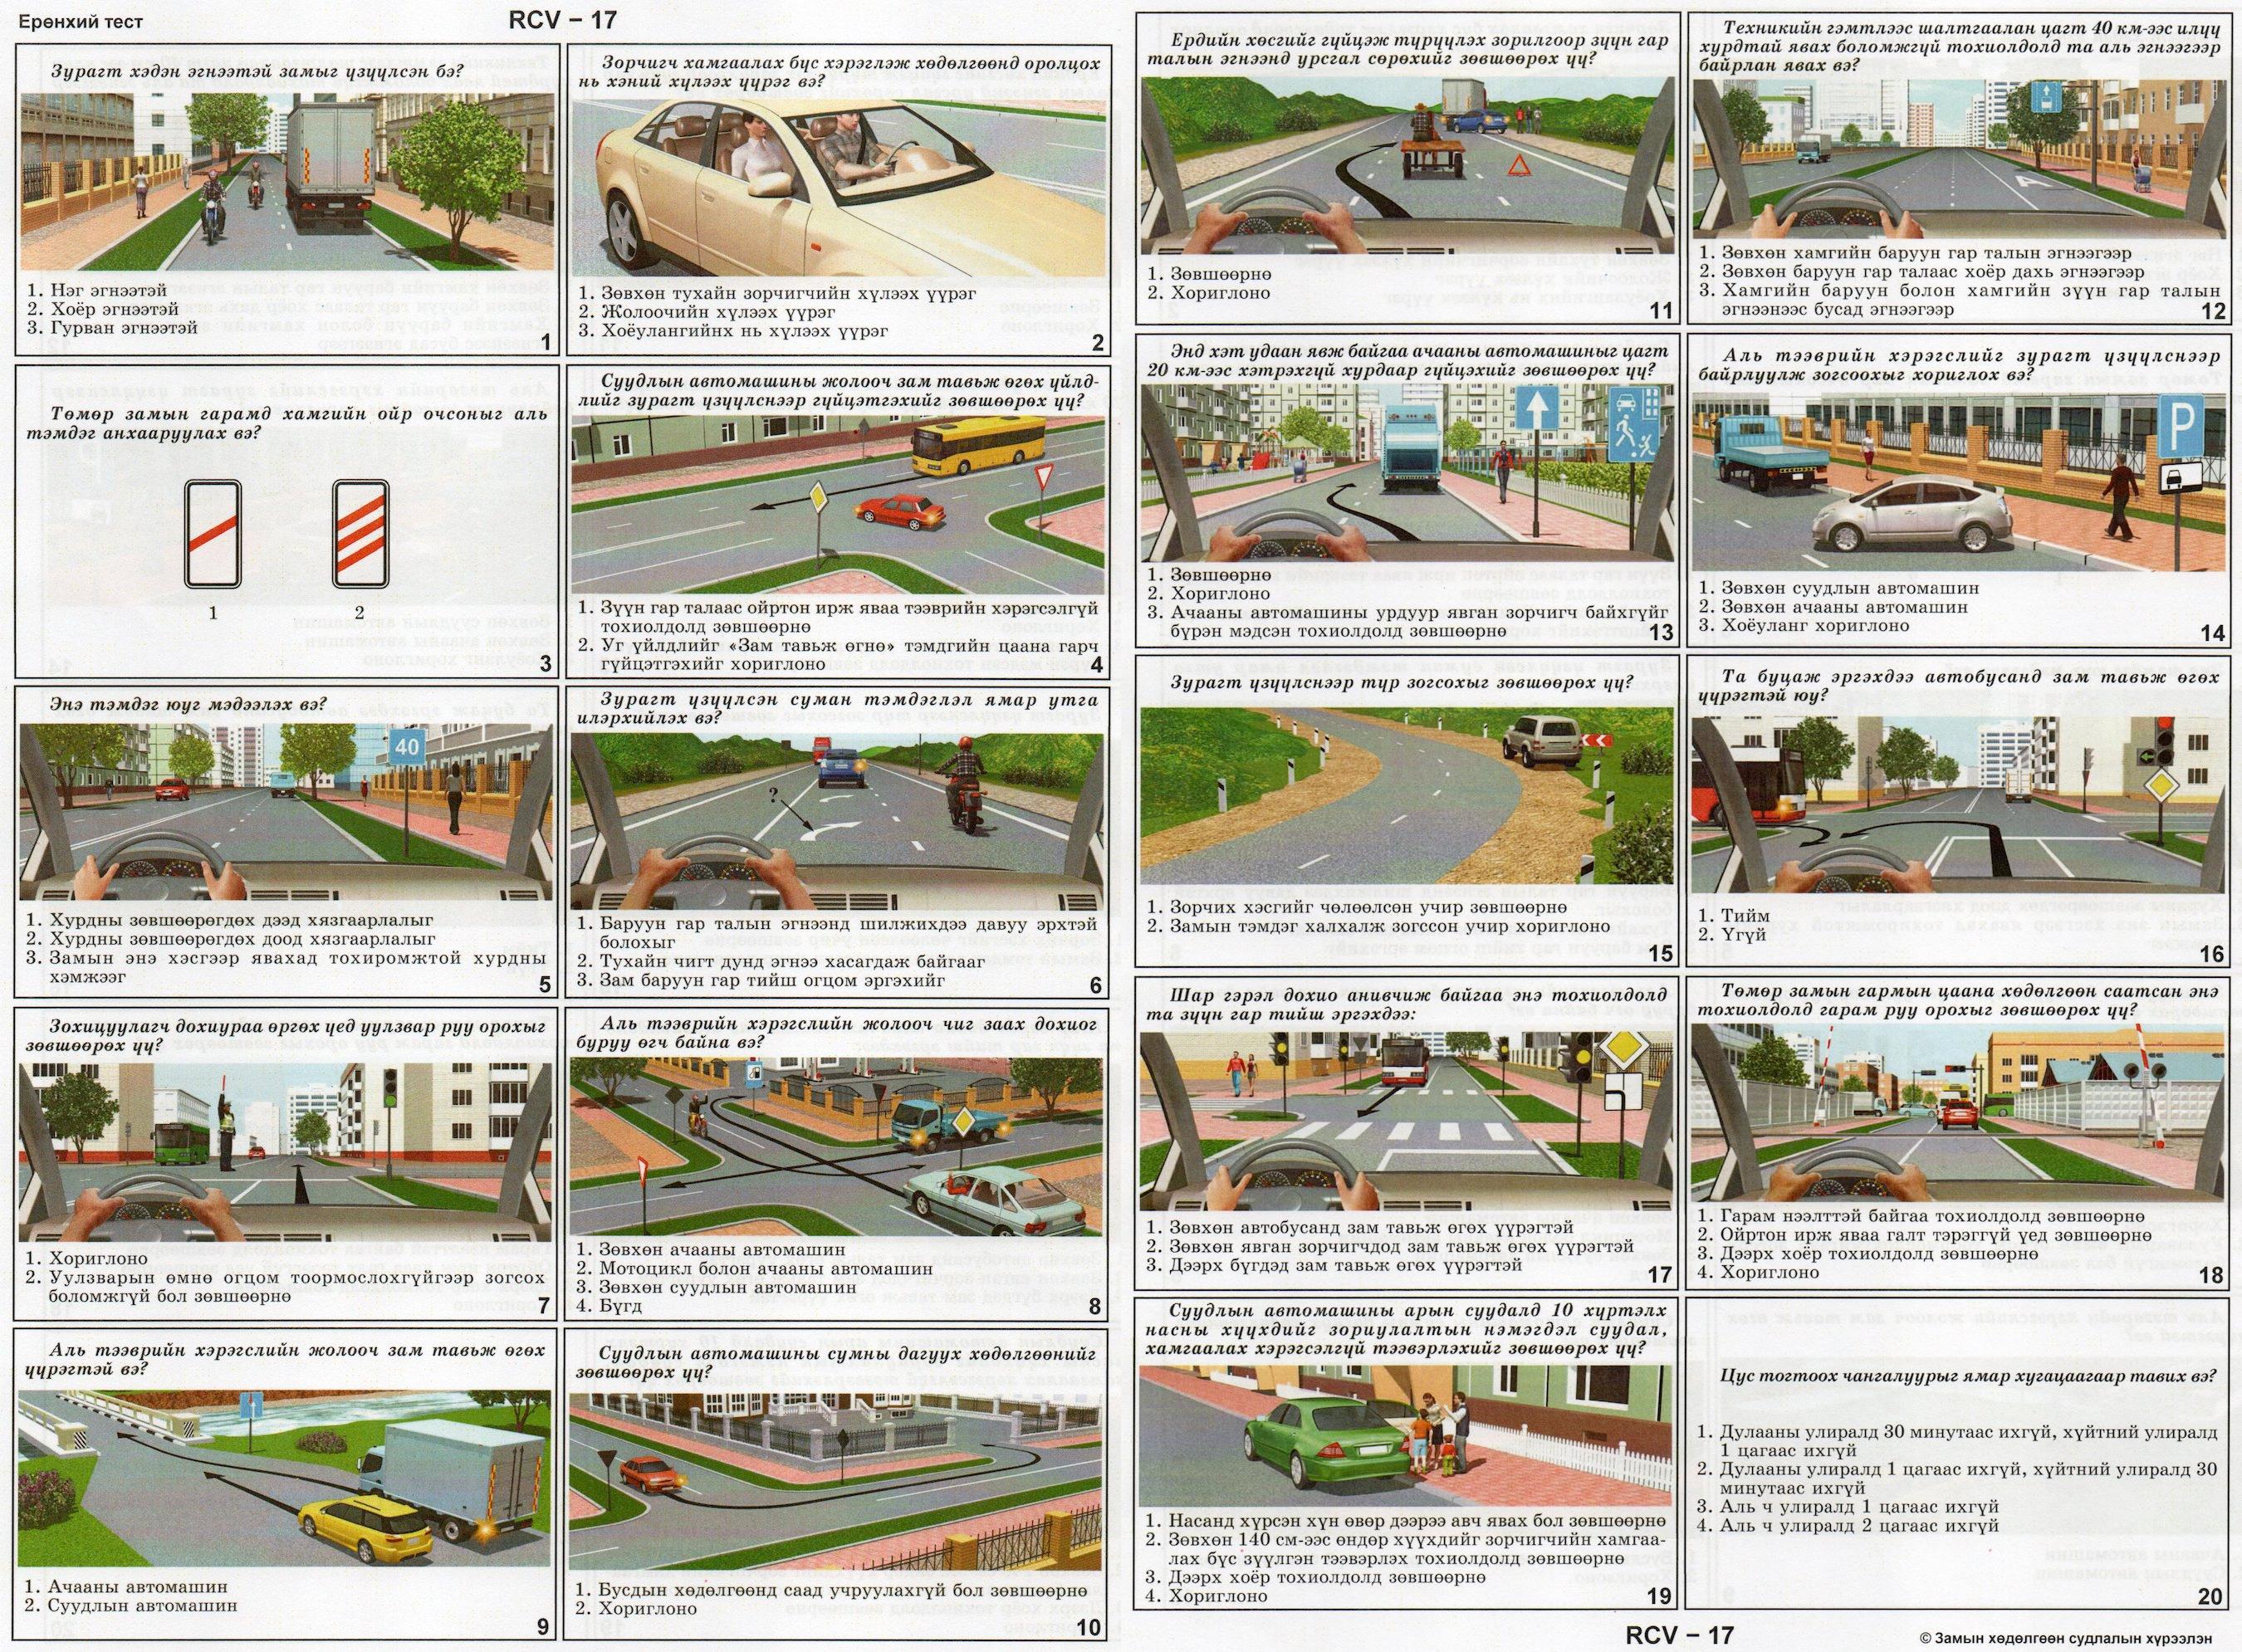 Ерөнхий тест
RCV – 17
Зурагт хэдэн эгнээтэй замыг үзүүлсэн бэ?
1. Нэг эгнээтэй
2. Хоёр эгнээтэй
3. Гурван эгнээтэй
1
Зорчигч хамгаалах бүс хэрэглэж хөдөлгөөнд оролцох
нь хэний хүлээх үүрэг вэ?
1. Зөвхөн тухайн зорчигчийн хүлээх үүрэг
2. Жолоочийн хүлээх үүрэг
3. Хоёулангийнх нь хүлээх үүрэг
2
Төмөр замын гарамд хамгийн ойр очсоныг аль
тэмдэг анхааруулах вэ?
1
2
3
Суудлын автомашины жолооч зам тавьж өгөх үйлд-
лийг зурагт үзүүлснээр гүйцэтгэхийг зөвшөөрөх үү?
1. Зүүн гар талаас ойртон ирж яваа тээврийн хэрэгсэлгүй
тохиолдолд зөвшөөрнө
2. Уг үйлдлийг «Зам тавьж өгнө» тэмдгийн цаана гарч
гүйцэтгэхийг хориглоно
4
Энэ тэмдэг юуг мэдээлэх вэ?
40
1. Хурдны зөвшөөрөгдөх дээд хязгаарлалыг
2. Хурдны зөвшөөрөгдөх доод хязгаарлалыг
3. Замын энэ хэсгээр явахад тохиромжтой хурдны
хэмжээг
5
Зурагт үзүүлсэн суман тэмдэглэл ямар утга
илэрхийлэх вэ?
?
1. Баруун гар талын эгнээнд шилжихдээ давуу эрхтэй
болохыг
2. Тухайн чигт дунд эгнээ хасагдаж байгааг
3. Зам баруун гар тийш огцом эргэхийг
6
Зохицуулагч дохиураа өргөх үед уулзвар руу орохыг
зөвшөөрөх үү?
1. Хориглоно
2. Уулзварын өмнө огцом тоормослохгүйгээр зогсох
боломжгүй бол зөвшөөрнө
7
Аль тээврийн хэрэгслийн жолооч чиг заах дохиог
буруу өгч байна вэ?
1. Зөвхөн ачааны автомашин
2. Мотоцикл болон ачааны автомашин
3. Зөвхөн суудлын автомашин
4. Бүгд
8
Аль тээврийн хэрэгслийн жолооч зам тавьж өгөх
үүрэгтэй вэ?
1. Ачааны автомашин
2. Суудлын автомашин
9
Суудлын автомашины сумны дагуух хөдөлгөөнийг
зөвшөөрөх үү?
1. Бусдын хөдөлгөөнд саад учруулахгүй бол зөвшөөрнө
2. Хориглоно
10
Ердийн хөсгийг гүйцэж түрүүлэх зорилгоор зүүн гар
талын эгнээнд урсгал сөрөхийг зөвшөөрөх үү?
1. Зөвшөөрнө
2. Хориглоно
11
Техникийн гэмтлээс шалтгаалан цагт 40 км-ээс илүү
хурдтай явах боломжгүй тохиолдолд та аль эгнээгээр
байрлан явах вэ?
A
1. Зөвхөн хамгийн баруун гар талын эгнээгээр
2. Зөвхөн баруун гар талаас хоёр дахь эгнээгээр
3. Хамгийн баруун болон хамгийн зүүн гар талын
эгнээнээс бусад эгнээгээр
12
Энд хэт удаан явж байгаа ачааны автомашиныг цагт
20 км-ээс хэтрэхгүй хурдаар гүйцэхийг зөвшөөрөх үү?
1. Зөвшөөрнө
2. Хориглоно
3. Ачааны автомашины урдуур явган зорчигч байхгүйг
бүрэн мэдсэн тохиолдолд зөвшөөрнө
13
Аль тээврийн хэрэгслийг зурагт үзүүлснээр
байрлуулж зогсоохыг хориглох вэ?
P
1. Зөвхөн суудлын автомашин
2. Зөвхөн ачааны автомашин
3. Хоёуланг хориглоно
14
Зурагт үзүүлснээр түр зогсохыг зөвшөөрөх үү?
1. Зорчих хэсгийг чөлөөлсөн учир зөвшөөрнө
2. Замын тэмдэг халхалж зогссон учир хориглоно
15
Та буцаж эргэхдээ автобусанд зам тавьж өгөх
үүрэгтэй юу?
1. Тийм
2. Үгүй
16
Шар гэрэл дохио анивчиж байгаа энэ тохиолдолд
та зүүн гар тийш эргэхдээ:
1. Зөвхөн автобусанд зам тавьж өгөх үүрэгтэй
2. Зөвхөн явган зорчигчдод зам тавьж өгөх үүрэгтэй
3. Дээрх бүгдэд зам тавьж өгөх үүрэгтэй
17
Төмөр замын гармын цаана хөдөлгөөн саатсан энэ
тохиолдолд гарам руу орохыг зөвшөөрөх үү?
1. Гарам нээлттэй байгаа тохиолдолд зөвшөөрнө
2. Ойртон ирж яваа галт тэрэггүй үед зөвшөөрнө
3. Дээрх хоёр тохиолдолд зөвшөөрнө
4. Хориглоно
18
Суудлын автомашины арын суудалд 10 хүртэлх
насны хүүхдийг зориулалтын нэмэгдэл суудал,
хамгаалах хэрэгсэлгүй тээвэрлэхийг зөвшөөрөх үү?
1. Насанд хүрсэн хүн өвөр дээрээ авч явах бол зөвшөөрнө
2. Зөвхөн 140 см-ээс өндөр хүүхдийг зорчигчийн хамгаа-
лах бүс зүүлгэн тээвэрлэх тохиолдолд зөвшөөрнө
3. Дээрх хоёр тохиолдолд зөвшөөрнө
4. Хориглоно
19
Цус тогтоох чангалуурыг ямар хугацаагаар тавих вэ?
1. Дулааны улиралд 30 минутаас ихгүй, хүйтний улиралд
1 цагаас ихгүй
2. Дулааны улиралд 1 цагаас ихгүй, хүйтний улиралд 30
минутаас ихгүй
3. Аль ч улиралд 1 цагаас ихгүй
4. Аль ч улиралд 2 цагаас ихгүй
20
RCV – 17
© Замын хөдөлгөөн судлалын хүрээлэн